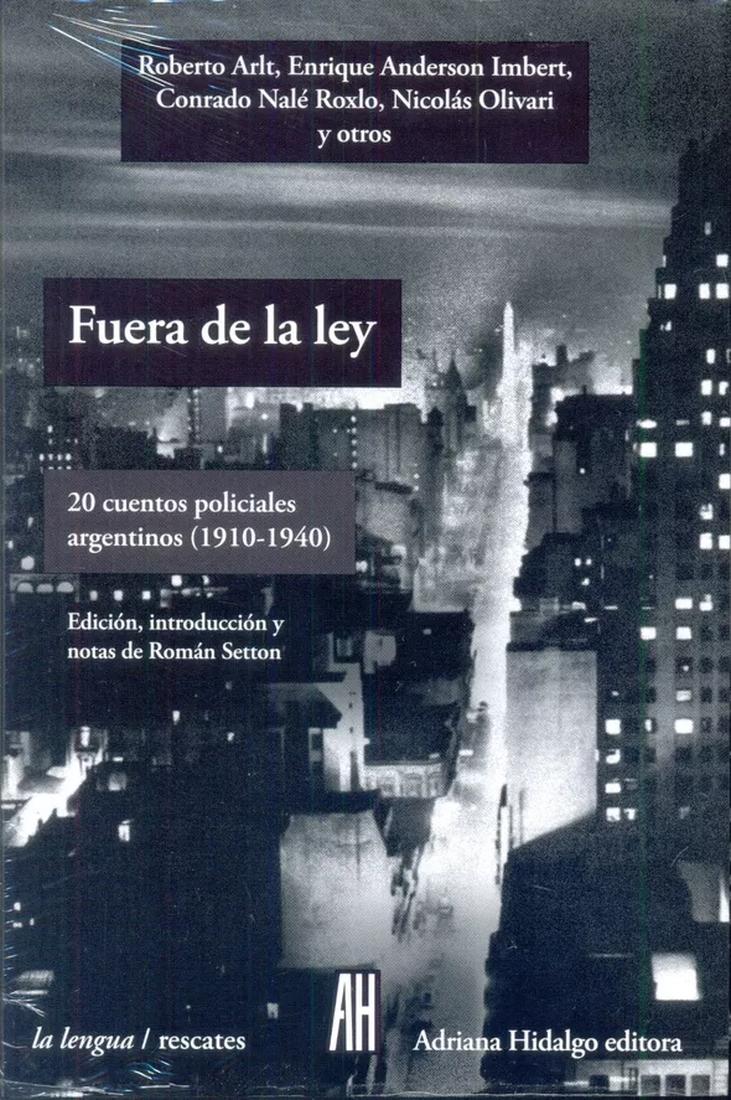 Roberto Arlt, Enrique Anderson Imbert,
Conrado Nalé Roxlo, Nicolás Olivari
y otros
Fuera de la ley
20 cuentos policiales
argentinos (1910-1940)
Edición, introducción y
notas de Román Setton
la lengua / rescates
AH
Adriana Hidalgo editora